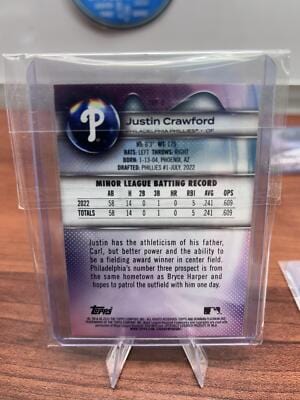 P
Justin Crawford
PHILADELPHIA PHILLIES • OF
HT: 6'3" WT: 175
BATS: LEFT THROWS: RIGHT
BORN: 1-13-04, PHOENIX, AZ
DRAFTED: PHILLIES #1-JULY, 2022
MINOR LEAGUE BATTING RECORD
AB H 2B 3B HR RBI AVG OPS
2022 58 14 0 1 0 5 .241 .609
TOTALS 58 14 0 1 0 5 .241 .609
Justin has the athleticism of his father,
Carl, but better power and the ability
to be a fielding award winner in center field.
Philadelphia's number three prospect is from
the same hometown as Bryce Harper and
hopes to patrol the outfield with him one day.
TOPPS